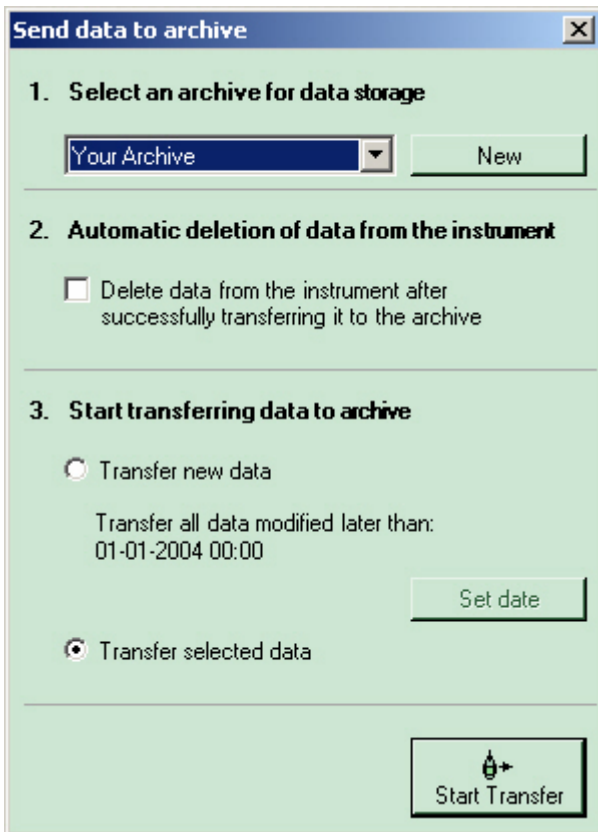 Send data to archive
1. Select an archive for data storage
Your Archive
New
2. Automatic deletion of data from the instrument
Delete data from the instrument after
successfully transferring it to the archive
3. Start transferring data to archive
Transfer new data
Transfer all data modified later than:
01-01-2004 00:00
Set date
Transfer selected data
Start Transfer